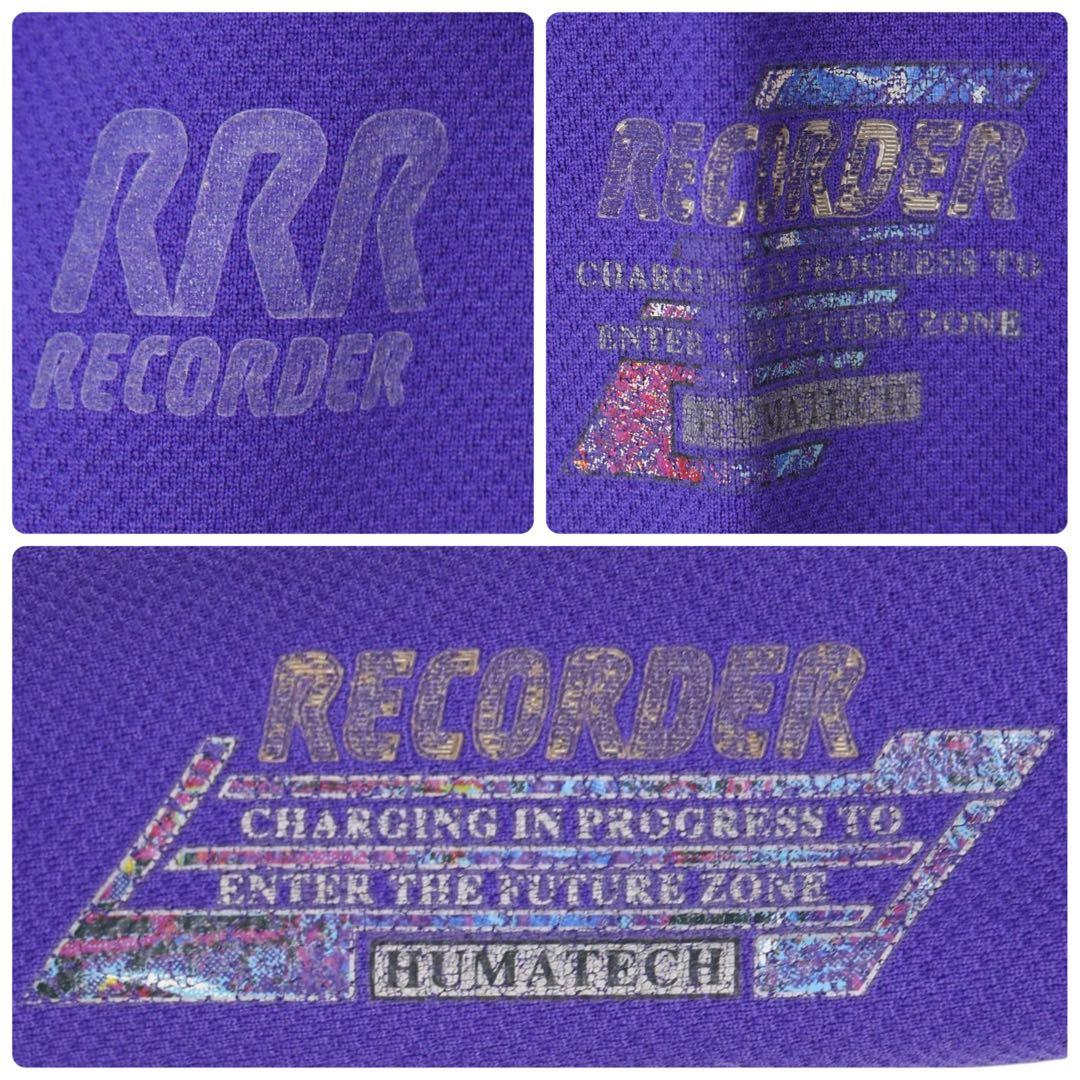 RRR
RECORDER
RECORDER
CHARGING IN PROGRESS TO
ENTER THE FUTURE ZONE
HUMATECH
RECORDER
CHARGING IN PROGRESS TO
ENTER THE FUTURE ZONE
HUMATECH